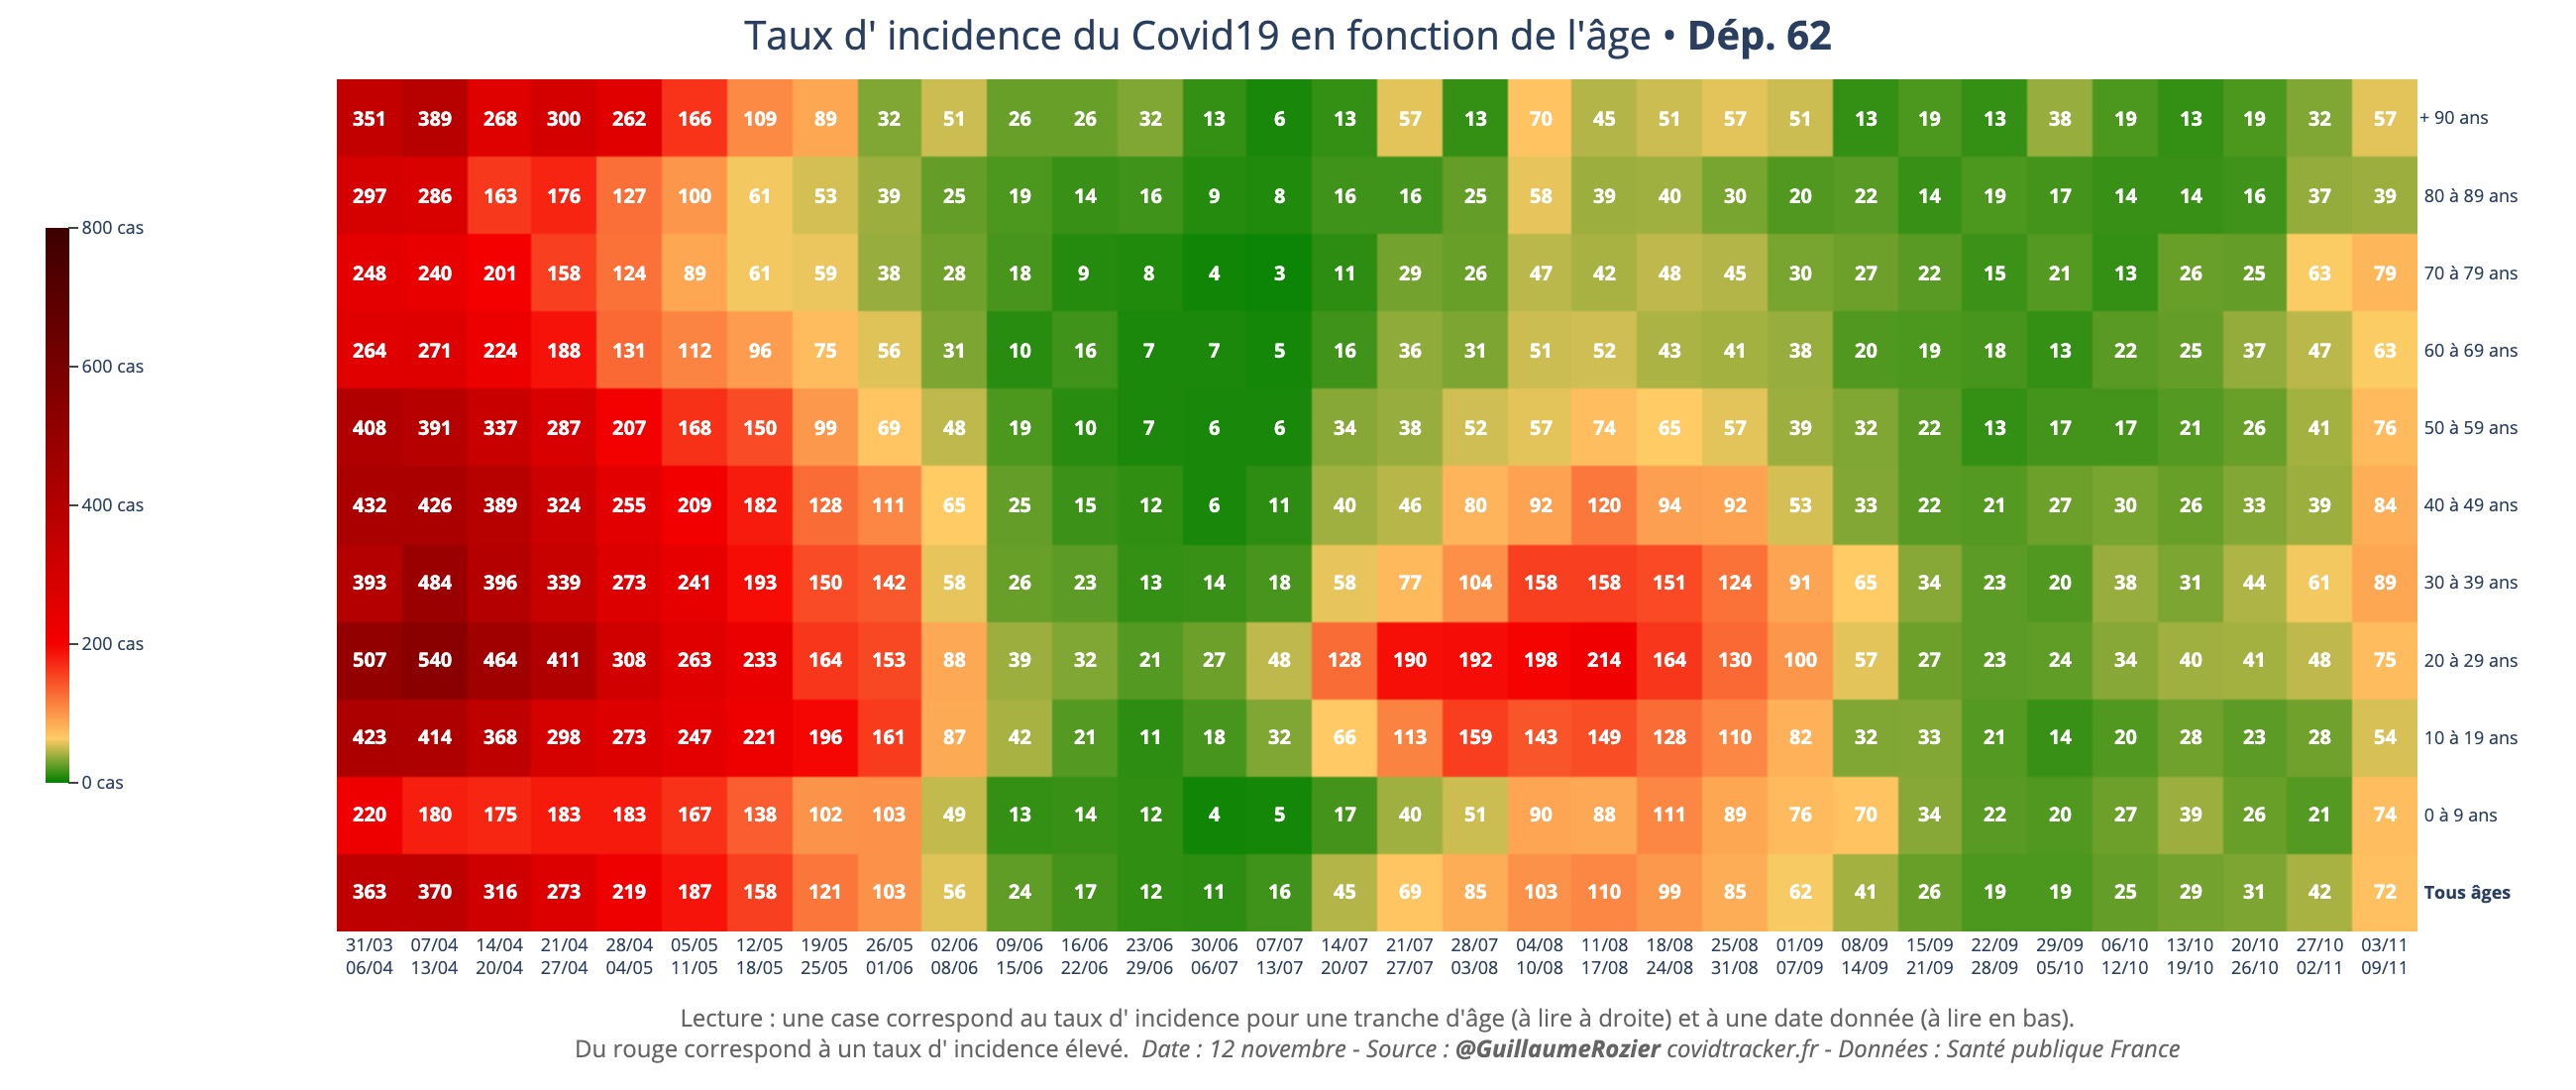 Taux d' incidence du Covid19 en fonction de l'âge • Dép. 62
800 cas
600 cas
400 cas
200 cas
0 cas
351 389 268 300 262 166 109 89 32 51 26 26 32 13 6 13 57 13 70 45 51 57 51 13 19 13 38 19 13 19 32 57 + 90 ans
297 286 163 176 127 100 61 53 39 25 19 14 16 9 8 16 16 25 58 39 40 30 20 22 14 19 17 14 14 16 37 39 80 à 89 ans
248 240 201 158 124 89 61 59 38 28 18 9 8 4 3 11 29 26 47 42 48 45 30 27 22 15 21 13 26 25 63 79 70 à 79 ans
264 271 224 188 131 112 96 75 56 31 10 16 7 7 5 16 36 31 51 52 43 41 38 20 19 18 13 22 25 37 47 63 60 à 69 ans
408 391 337 287 207 168 150 99 69 48 19 10 7 6 6 34 38 52 57 74 65 57 39 32 22 13 17 17 21 26 41 76 50 à 59 ans
432 426 389 324 255 209 182 128 111 65 25 15 12 6 11 40 46 80 92 120 94 92 53 33 22 21 27 30 26 33 39 84 40 à 49 ans
393 484 396 339 273 241 193 150 142 58 26 23 13 14 18 58 77 104 158 158 151 124 91 65 34 23 20 38 31 44 61 89 30 à 39 ans
507 540 464 411 308 263 233 164 153 88 39 32 21 27 48 128 190 192 198 214 164 130 100 57 27 23 24 34 40 41 48 75 20 à 29 ans
423 414 368 298 273 247 221 196 161 87 42 21 11 18 32 66 113 159 143 149 128 110 82 32 33 21 14 20 28 23 28 54 10 à 19 ans
220 180 175 183 183 167 138 102 103 49 13 14 12 4 5 17 40 51 90 88 111 89 76 70 34 22 20 27 39 26 21 74 0 à 9 ans
363 370 316 273 219 187 158 121 103 56 24 17 12 11 16 45 69 85 103 110 99 85 62 41 26 19 19 25 29 31 42 72 Tous âges
31/03 07/04 14/04 21/04 28/04 05/05 12/05 19/05 26/05 02/06 09/06 16/06 23/06 30/06 07/07 14/07 21/07 28/07 04/08 11/08 18/08 25/08 01/09 08/09 15/09 22/09 29/09 06/10 13/10 20/10 27/10 03/11
06/04 13/04 20/04 27/04 04/05 11/05 18/05 25/05 01/06 08/06 15/06 22/06 29/06 06/07 13/07 20/07 27/07 03/08 10/08 17/08 24/08 31/08 07/09 14/09 21/09 28/09 05/10 12/10 19/10 26/10 02/11 09/11
Lecture : une case correspond au taux d' incidence pour une tranche d'âge (à lire à droite) et à une date donnée (à lire en bas).
Du rouge correspond à un taux d' incidence élevé. Date : 12 novembre - Source : @GuillaumeRozier covidtracker.fr - Données : Santé publique France